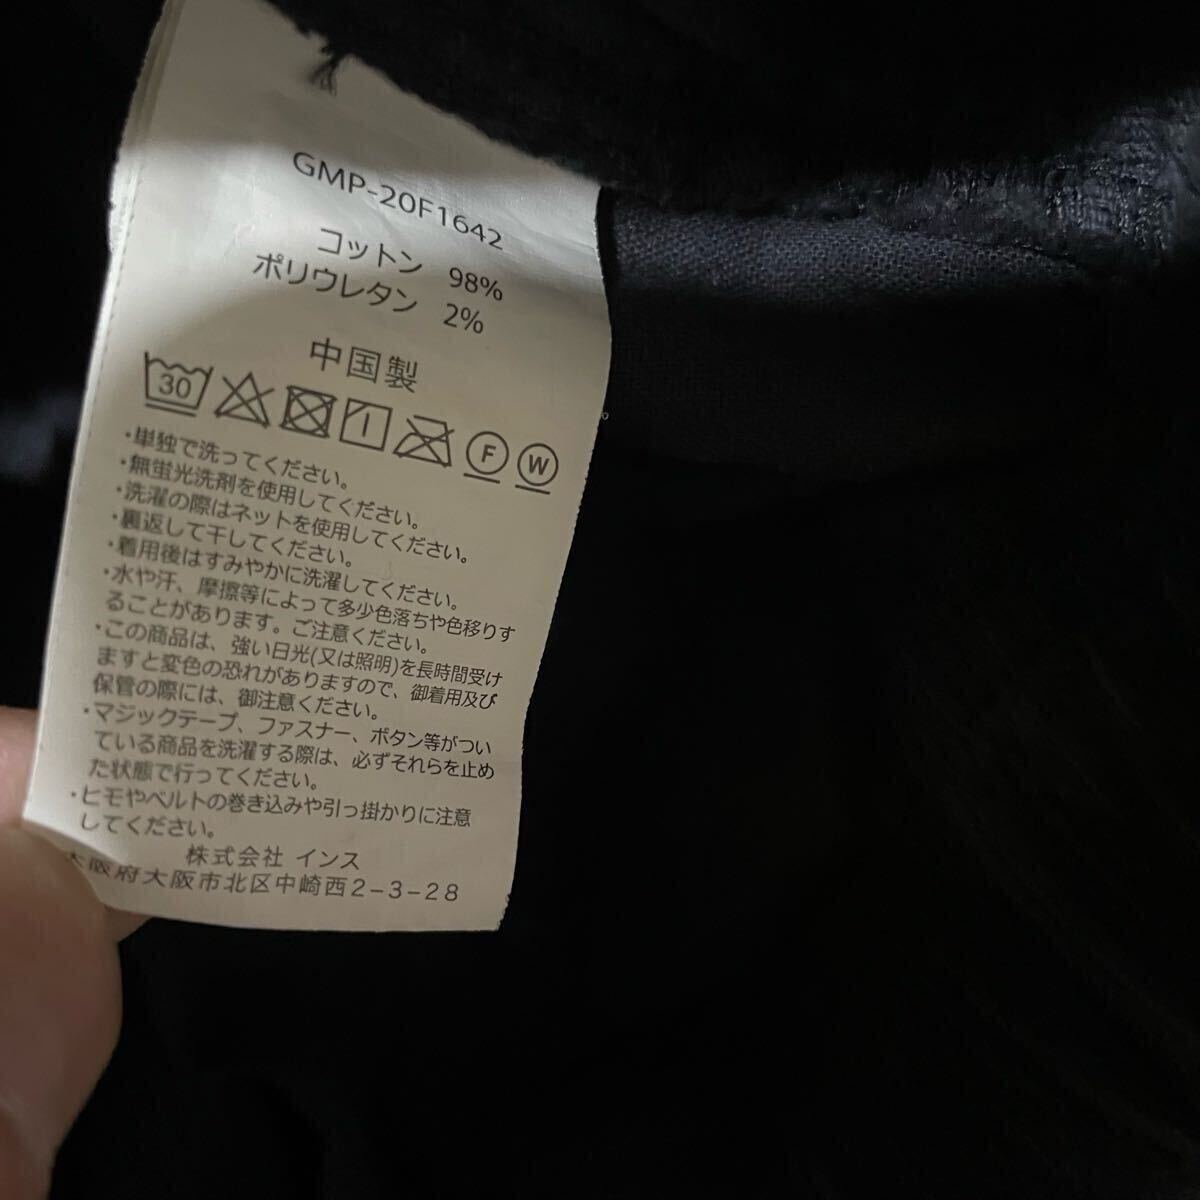 GMP-20F1642
コットン 98%
ポリウレタン 2%
中国製
30 F W
・単独で洗ってください。
・無蛍光洗剤を使用してください。
・洗濯の際はネットを使用してください。
・裏返して干してください。
・着用後はすみやかに洗濯してください。
・水や汗、摩擦等によって多少色落ちや色移りす
ることがあります。ご注意ください。
・この商品は、強い日光(又は照明)を長時間受け
ますと変色の恐れがありますので、御着用及び
保管の際には、御注意ください。
・マジックテープ、ファスナー、ボタン等がつい
ている商品を洗濯する際は、必ずそれらを止め
た状態で行ってください。
・ヒモやベルトの巻き込みや引っ掛かりに注意
してください。
株式会社 インス
大阪府大阪市北区中崎西2-3-28